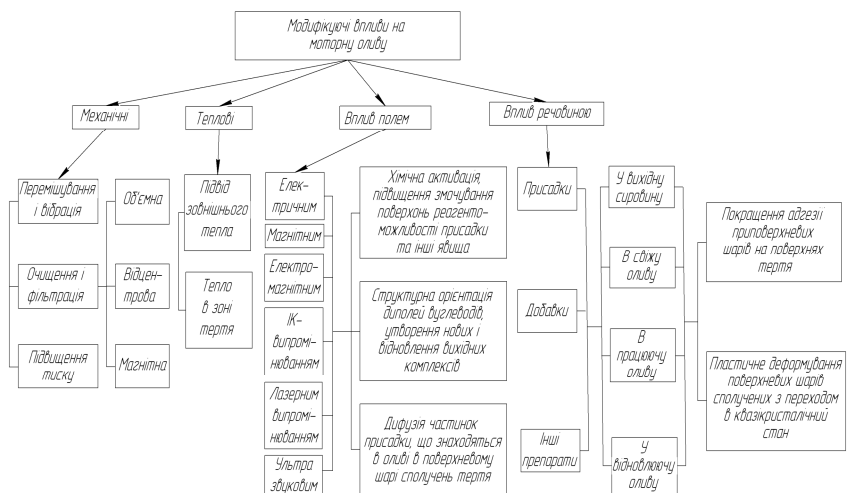 Модифікуючі впливи на
моторну оливу
Механічні
Теплові
Вплив полем
Вплив речовиною
Перемішування
і вібрація
Очищення і
фільтрація
Підвищення
тиску
Об'ємна
Відцен-
трова
Магнітна
Підвід
зовнішнього
тепла
Тепло
в зоні
тертя
Елек-
тричним
Магнітним
Електро-
магнітним
ІК-
випромі-
нюванням
Лазерним
випромі-
нюванням
Ультра
звуковим
Хімічна активація,
підвищення змочування
поверхонь реагенто-
можливості присадки
та інші явища
Структурна орієнтація
диполей вуглеводів,
утворення нових і
відновлення вихідних
комплексів
Дифузія частинок
присадки, що знаходяться
в оливі в поверхневому
шарі сполучень тертя
Присадки
Добавки
Інші
препарати
У вихідну
сировину
В свіжу
оливу
В
працюючу
оливу
У
відновлюючу
оливу
Покращення адгезії
приповерхневих
шарів на поверхнях
тертя
Пластичне деформування
поверхневих шарів
сполучених з переходом
в квазікристалічний
стан